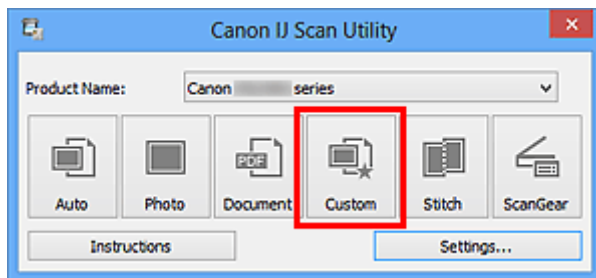 Canon IJ Scan Utility
Product Name: Canon series
PDF
Auto Photo Document Custom Stitch ScanGear
Instructions Settings...